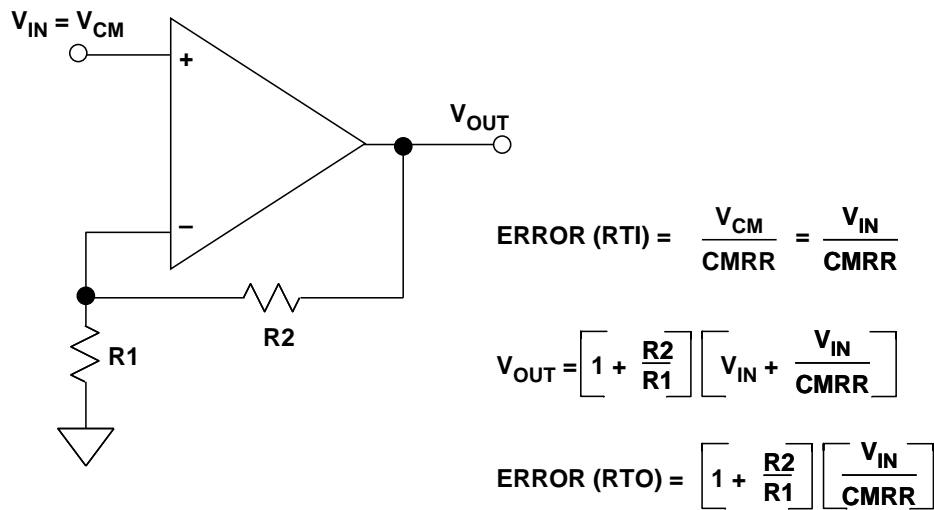 V_IN = V_CM
+
V_OUT
–
R2
R1
ERROR (RTI) = V_CM / CMRR = V_IN / CMRR
V_OUT = [1 + R2 / R1] [V_IN + V_IN / CMRR]
ERROR (RTO) = [1 + R2 / R1] [V_IN / CMRR]